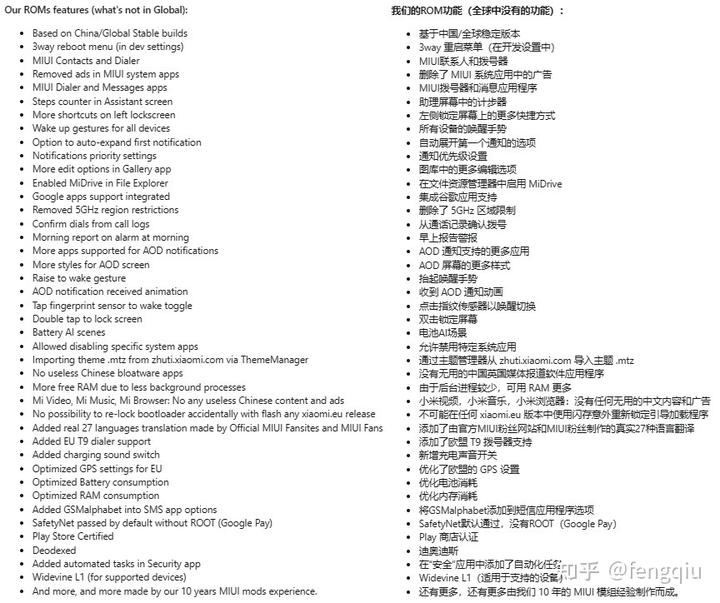 Our ROMs features (what's not in Global):
Based on China/Global Stable builds
3way reboot menu (in dev settings)
MIUI Contacts and Dialer
Removed ads in MIUI system apps
MIUI Dialer and Messages apps
Steps counter in Assistant screen
More shortcuts on left lockscreen
Wake up gestures for all devices
Option to auto-expand first notification
Notifications priority settings
More edit options in Gallery app
Enabled MiDrive in File Explorer
Google apps support integrated
Removed 5GHz region restrictions
Confirm dials from call logs
Morning report on alarm at morning
More apps supported for AOD notifications
More styles for AOD screen
Raise to wake gesture
AOD notification received animation
Tap fingerprint sensor to wake toggle
Double tap to lock screen
Battery AI scenes
Allowed disabling specific system apps
Importing theme .mtz from zhuti.xiaomi.com via ThemeManager
No useless Chinese bloatware apps
More free RAM due to less background processes
Mi Video, Mi Music, Mi Browser: No any useless Chinese content and ads
No possibility to re-lock bootloader accidentally with flash any xiaomi.eu release
Added real 27 languages translation made by Official MIUI Fansites and MIUI Fans
Added EU T9 dialer support
Added charging sound switch
Optimized GPS settings for EU
Optimized Battery consumption
Optimized RAM consumption
Added GSMalphabet into SMS app options
SafetyNet passed by default without ROOT (Google Pay)
Play Store Certified
Deodexed
Added automated tasks in Security app
Widevine L1 (for supported devices)
And more, and more made by our 10 years MIUI mods experience.
我们的ROM功能（全球中没有的功能）：
基于中国/全球稳定版本
3way 重启菜单（在开发设置中）
MIUI联系人和拨号器
删除了 MIUI 系统应用中的广告
MIUI拨号器和消息应用程序
助理屏幕中的计步器
左侧锁定屏幕上的更多快捷方式
所有设备的唤醒手势
自动展开第一个通知的选项
通知优先级设置
图库中的更多编辑选项
在文件资源管理器中启用 MiDrive
集成谷歌应用支持
删除了 5GHz 区域限制
从通话记录确认拨号
早上报告警报
AOD 通知支持的更多应用
AOD 屏幕的更多样式
抬起唤醒手势
收到 AOD 通知动画
点击指纹传感器以唤醒切换
双击锁定屏幕
电池AI场景
允许禁用特定系统应用
通过主题管理器从 zhuti.xiaomi.com 导入主题 .mtz
没有无用的中国英国媒体报道软件应用程序
由于后台进程较少，可用 RAM 更多
小米视频，小米音乐，小米浏览器：没有任何无用的中文内容和广告
不可能在任何 xiaomi.eu 版本中使用闪存意外重新锁定引导加载程序
添加了由官方MIUI粉丝网站和MIUI粉丝制作的真实27种语言翻译
添加了欧盟 T9 拨号器支持
新增充电声音开关
优化了欧盟的 GPS 设置
优化电池消耗
优化内存消耗
将GSMalphabet添加到短信应用程序选项
SafetyNet默认通过，没有ROOT（Google Pay）
Play 商店认证
迪奥迪斯
在"安全"应用中添加了自动化任务
Widevine L1（适用于支持的设备）
还有更多，还有更多由我们 10 年的 MIUI 模组经验制作而成。
知乎 @fengqiu